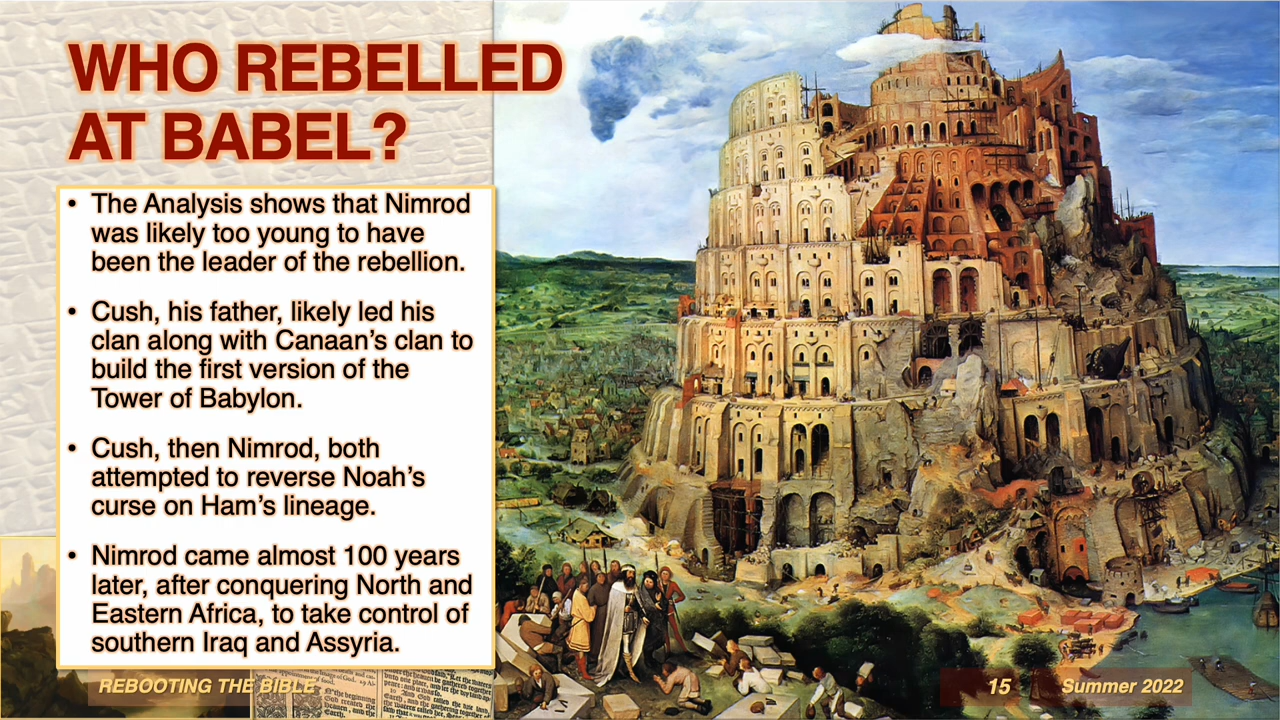 WHO REBELLED
AT BABEL?
• The Analysis shows that Nimrod
was likely too young to have
been the leader of the rebellion.
• Cush, his father, likely led his
clan along with Canaan’s clan to
build the first version of the
Tower of Babylon.
• Cush, then Nimrod, both
attempted to reverse Noah’s
curse on Ham’s lineage.
• Nimrod came almost 100 years
later, after conquering North and
Eastern Africa, to take control of
southern Iraq and Assyria.
REBOOTING THE BIBLE
15
Summer 2022